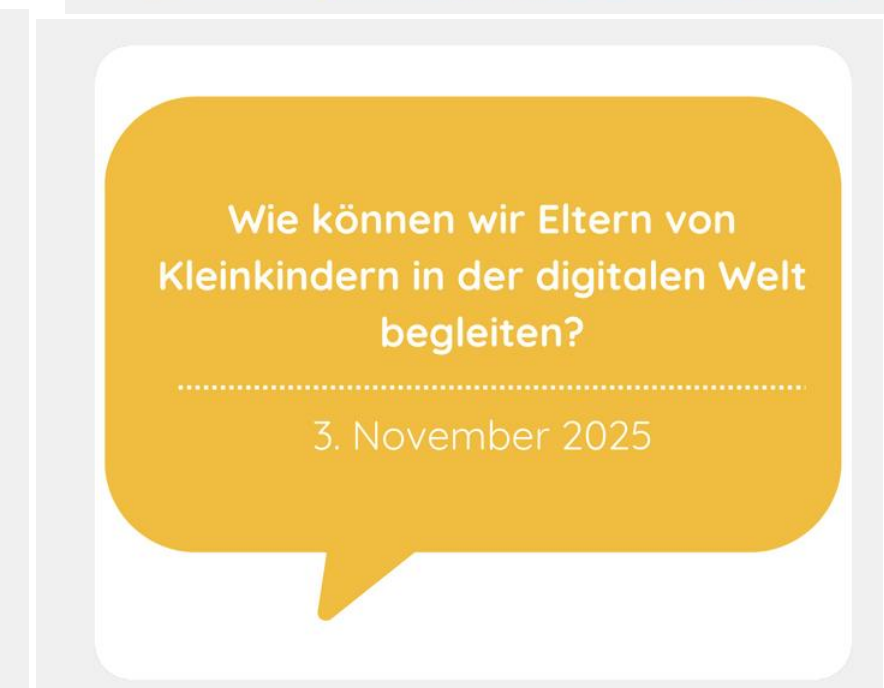 Wie können wir Eltern von
Kleinkindern in der digitalen Welt
begleiten?
3. November 2025